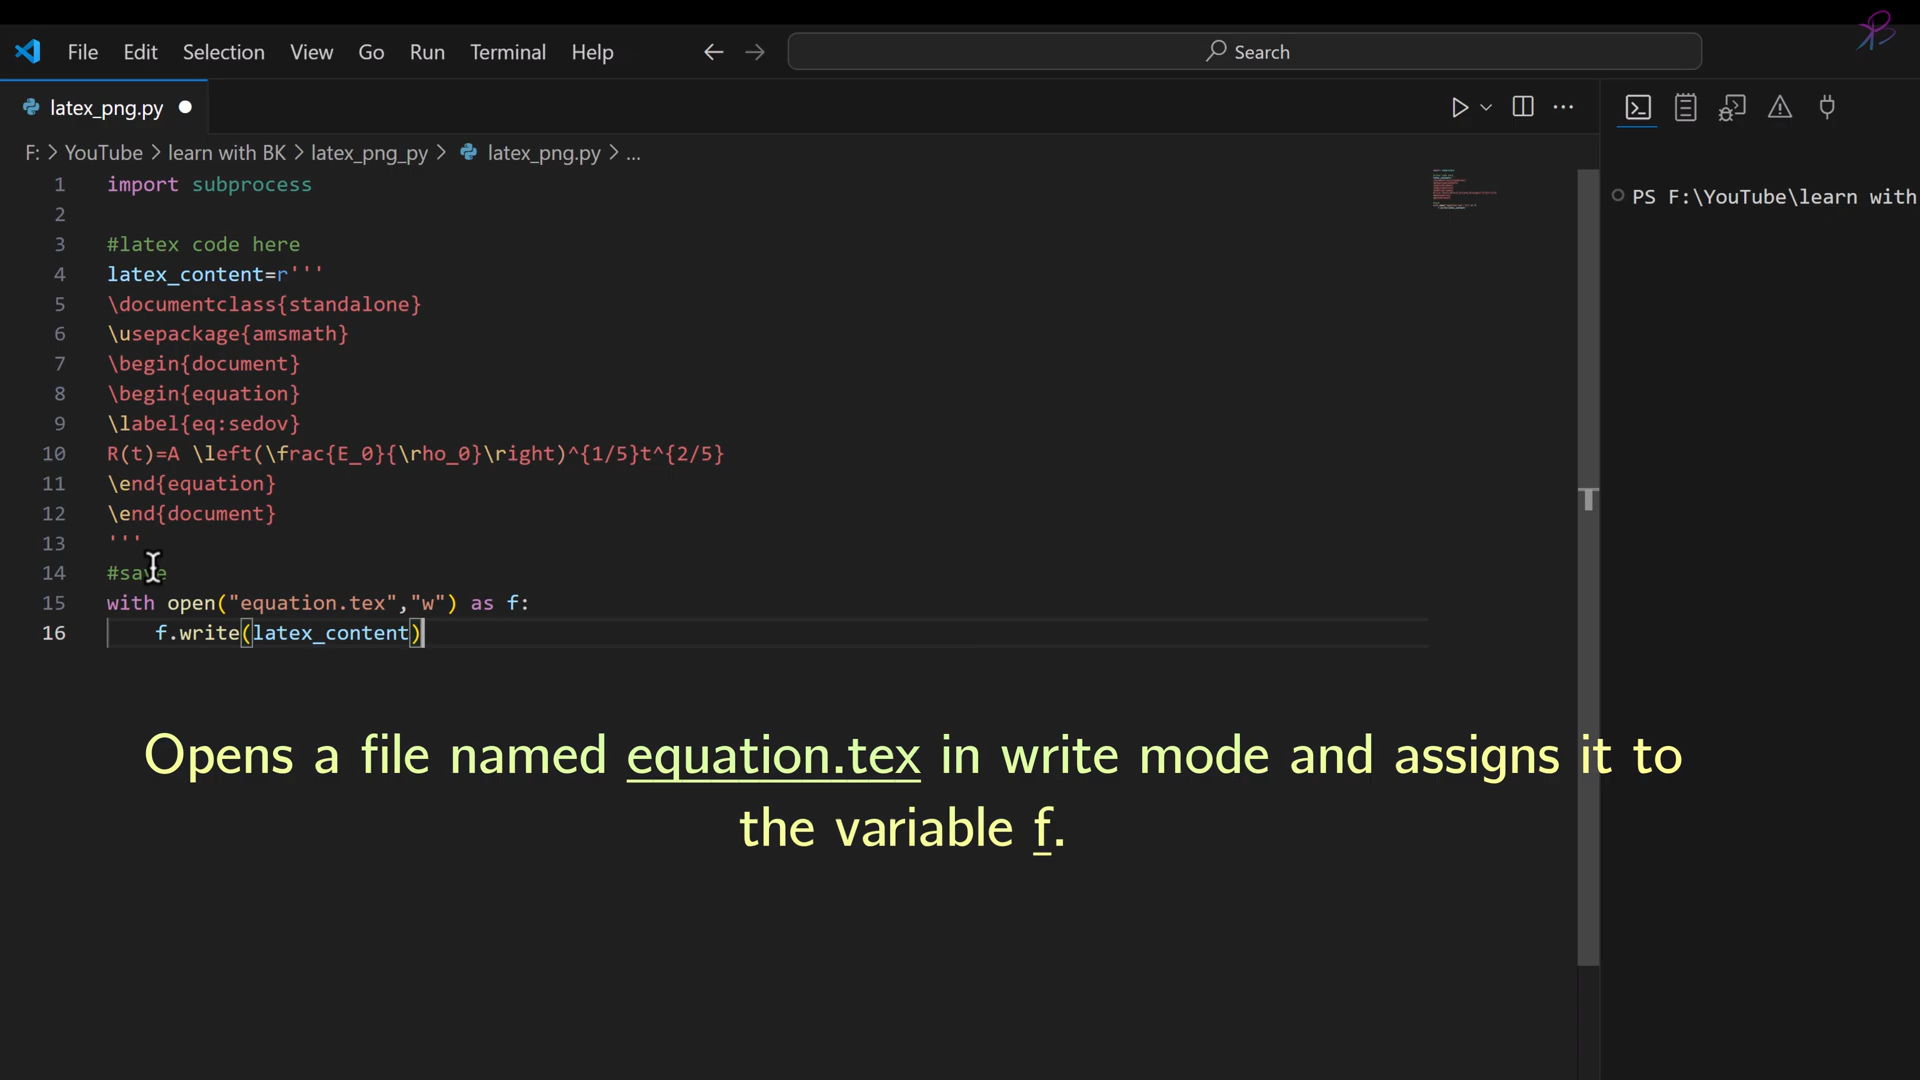 File Edit Selection View Go Run Terminal Help Search
latex_png.py
F: > YouTube > learn with BK > latex_png_py > latex_png.py > ...
1 import subprocess
2
3 #latex code here
4 latex_content=r'''
5 \documentclass{standalone}
6 \usepackage{amsmath}
7 \begin{document}
8 \begin{equation}
9 \label{eq:sedov}
10 R(t)=A \left(\frac{E_0}{\rho_0}\right)^{1/5}t^{2/5}
11 \end{equation}
12 \end{document}
13 '''
14 #save
15 with open("equation.tex","w") as f:
16 f.write(latex_content)
PS F:\YouTube\learn with
Opens a file named equation.tex in write mode and assigns it to
the variable f.